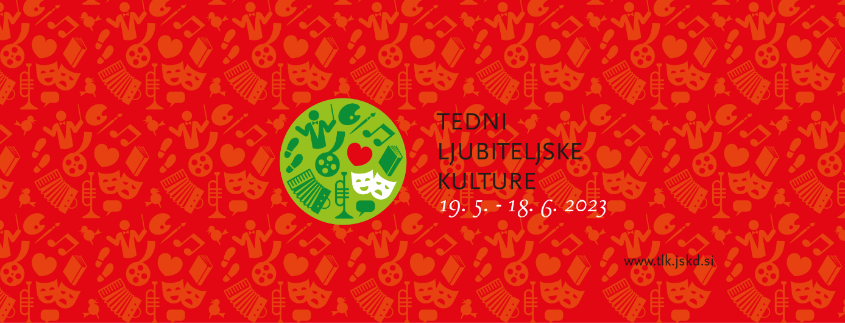 TEDNI
LJUBITELJSKE
KULTURE
19. 5. - 18. 6. 2023
www.tlk.jskd.si